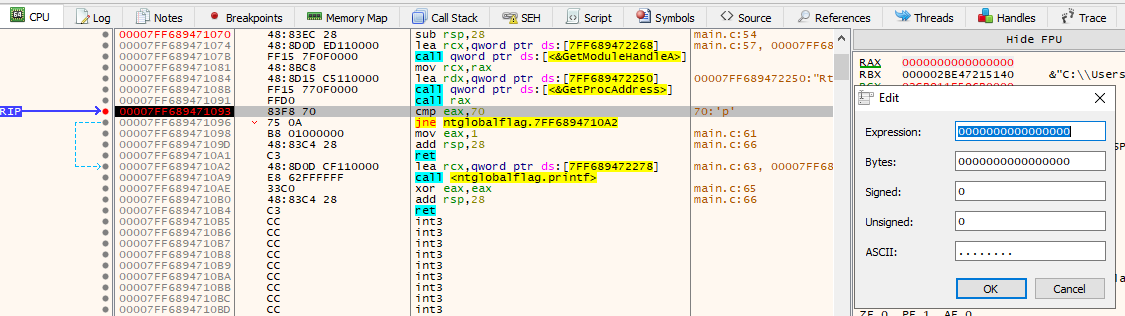 CPU Log Notes Breakpoints Memory Map Call Stack SEH Script Symbols Source References Threads Handles Trace
00007FF689471070 48:83EC 28 sub rsp,28 main.c:54
00007FF689471074 48:8D0D ED110000 lea rcx,qword ptr ds:[7FF689472268] main.c:57, 00007FF68
00007FF68947107B FF15 7F0F0000 call qword ptr ds:[<&GetModuleHandleA>]
00007FF689471081 48:8BC8 mov rcx,rax
00007FF689471084 48:8D15 C5110000 lea rdx,qword ptr ds:[7FF689472250] 00007FF689472250:"Rt
00007FF68947108B FF15 770F0000 call qword ptr ds:[<&GetProcAddress>]
00007FF689471091 FFD0 call rax
RIP 00007FF689471093 83F8 70 cmp eax,70 70:'p'
00007FF689471096 75 0A jne ntglobalflag.7FF6894710A2
00007FF689471098 B8 01000000 mov eax,1 main.c:61
00007FF68947109D 48:83C4 28 add rsp,28 main.c:66
00007FF6894710A1 C3 ret
00007FF6894710A2 48:8D0D CF110000 lea rcx,qword ptr ds:[7FF689472278] main.c:63, 00007FF68
00007FF6894710A9 E8 62FFFFFF call <ntglobalflag.printf>
00007FF6894710AE 33C0 xor eax,eax main.c:65
00007FF6894710B0 48:83C4 28 add rsp,28 main.c:66
00007FF6894710B4 C3 ret
00007FF6894710B5 CC int3
00007FF6894710B6 CC int3
00007FF6894710B7 CC int3
00007FF6894710B8 CC int3
00007FF6894710B9 CC int3
00007FF6894710BA CC int3
00007FF6894710BB CC int3
00007FF6894710BC CC int3
00007FF6894710BD CC int3
Hide FPU
RAX 0000000000000000
RBX 000002BE47215140 &"C:\\Users
Edit
Expression: 0000000000000000
Bytes: 0000000000000000
Signed: 0
Unsigned: 0
ASCII: ........
OK Cancel